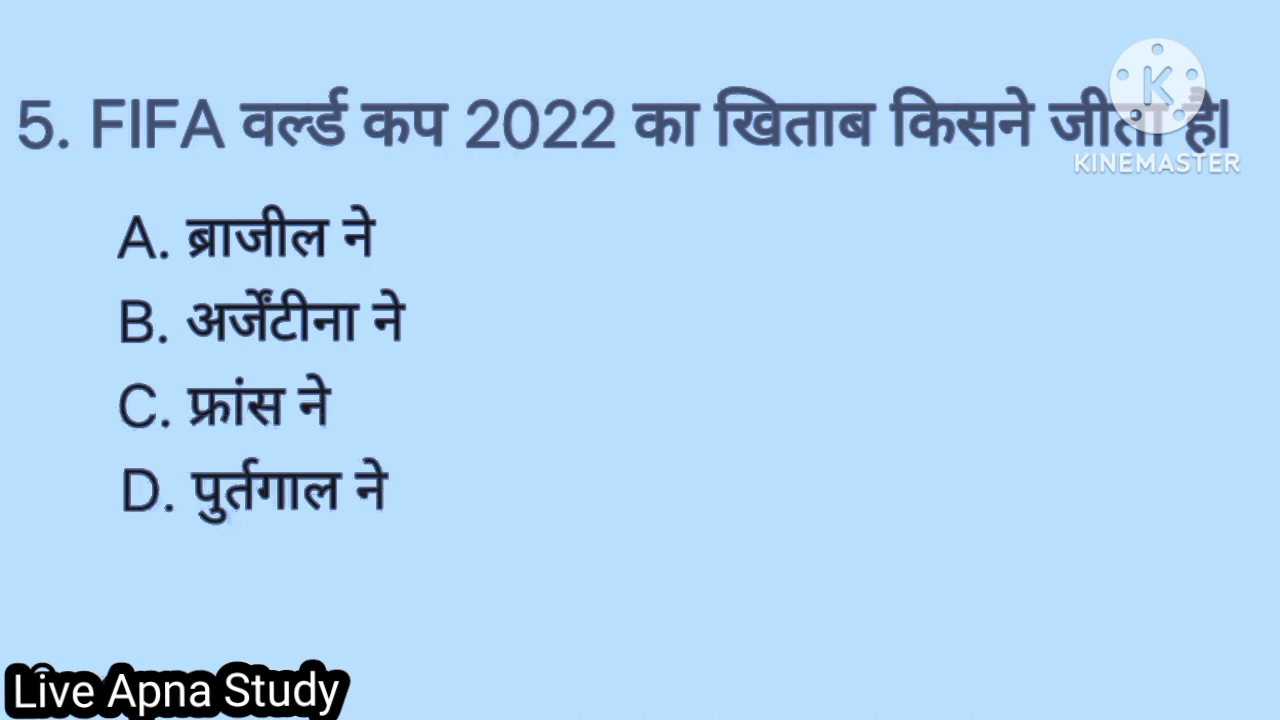 5. FIFA वर्ल्ड कप 2022 का खिताब किसने जीता है|
K
KINEMASTER
A. ब्राजील ने
B. अर्जेंटीना ने
C. फ्रांस ने
D. पुर्तगाल ने
Live Apna Study